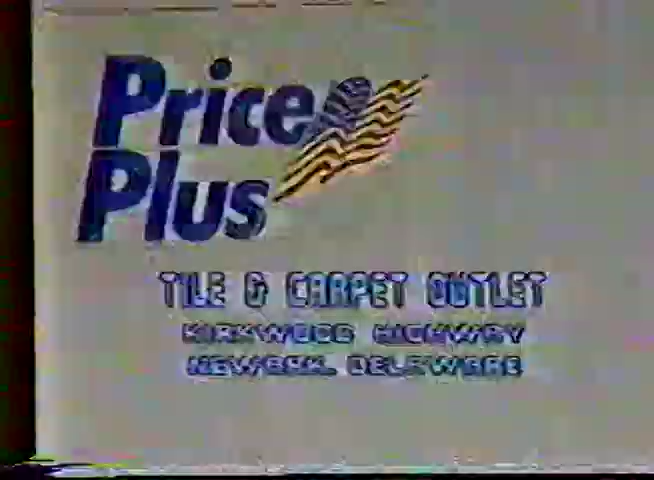 Price
Plus
TILE & CARPET OUTLET
KIRKWOOD HIGHWAY
NEWARK, DELAWARE